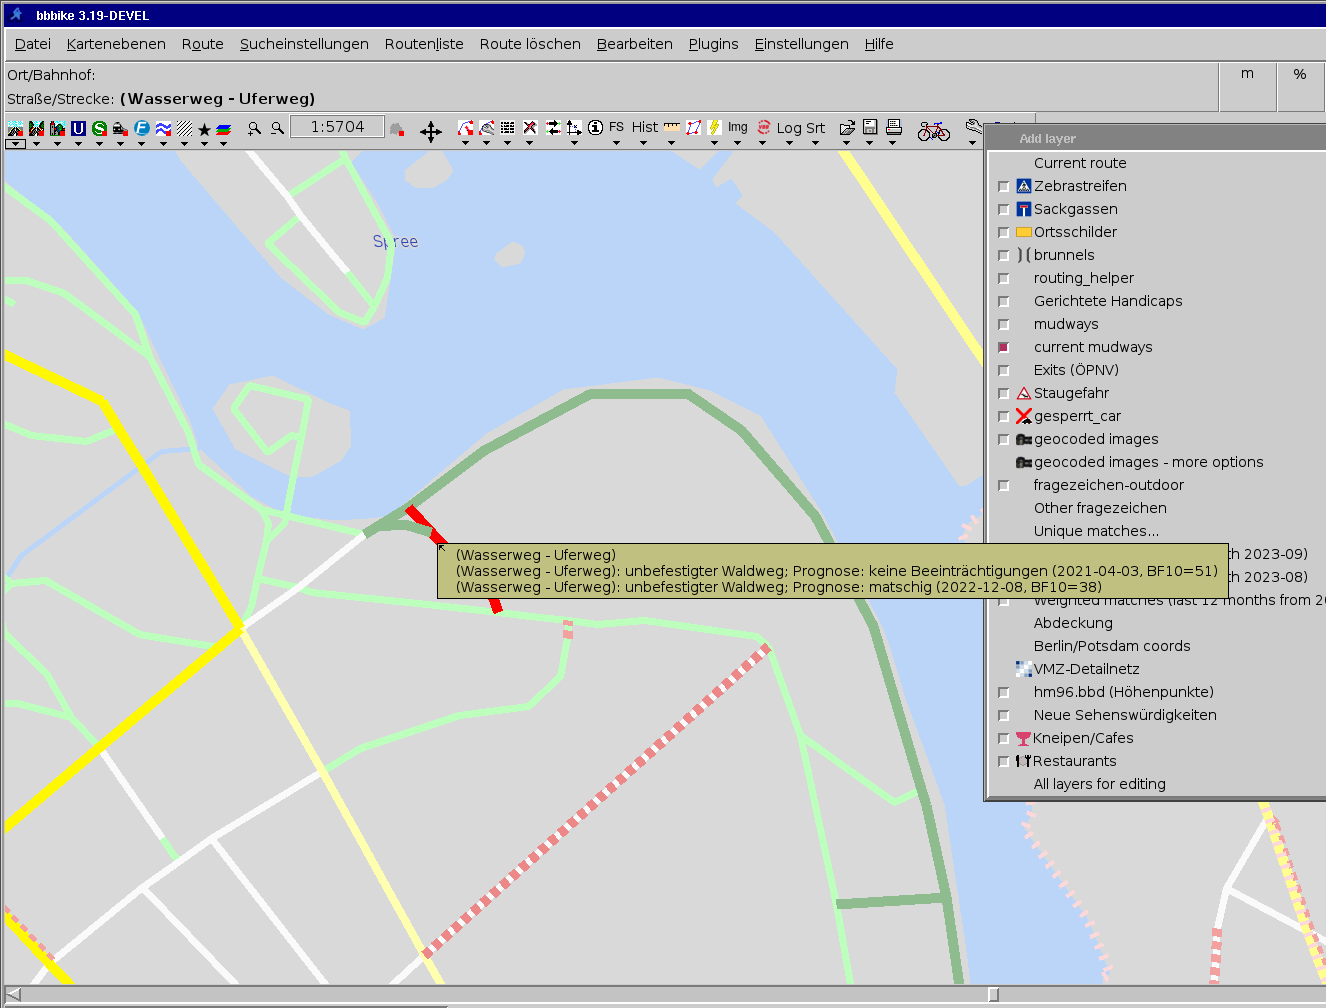 bbbike 3.19-DEVEL
Datei Kartenebenen Route Sucheinstellungen Routenliste Route löschen Bearbeiten Plugins Einstellungen Hilfe
Ort/Bahnhof:
m %
Straße/Strecke: (Wasserweg - Uferweg)
1:5704 FS Hist Img Log Srt
Add layer
Current route
Zebrastreifen
Sackgassen
Ortsschilder
brunnels
routing_helper
Gerichtete Handicaps
mudways
current mudways
Exits (ÖPNV)
Staugefahr
gesperrt_car
geocoded images
geocoded images - more options
fragezeichen-outdoor
Other fragezeichen
Unique matches...
th 2023-09)
th 2023-08)
Weighted matches (last 12 months from 20
Abdeckung
Berlin/Potsdam coords
VMZ-Detailnetz
hm96.bbd (Höhenpunkte)
Neue Sehenswürdigkeiten
Kneipen/Cafes
Restaurants
All layers for editing
Spree
(Wasserweg - Uferweg)
(Wasserweg - Uferweg): unbefestigter Waldweg; Prognose: keine Beeinträchtigungen (2021-04-03, BF10=51)
(Wasserweg - Uferweg): unbefestigter Waldweg; Prognose: matschig (2022-12-08, BF10=38)